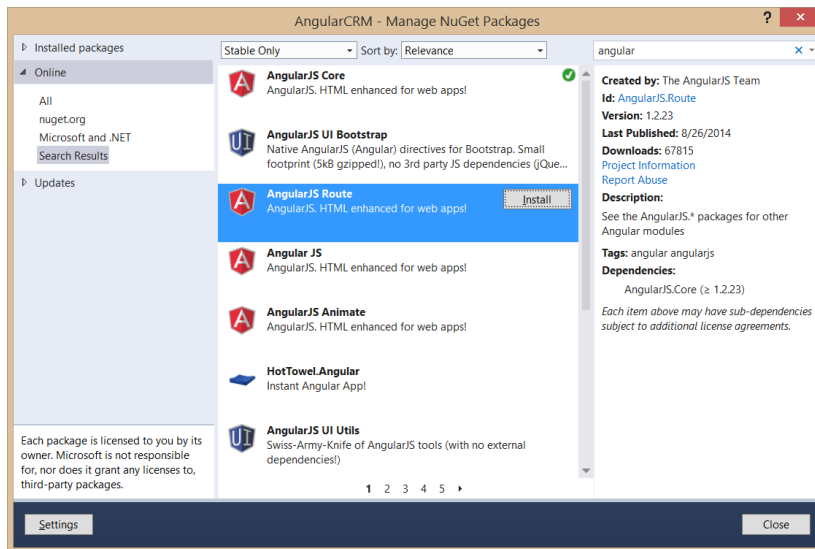 AngularCRM - Manage NuGet Packages
?
×
Installed packages
Online
All
nuget.org
Microsoft and .NET
Search Results
Updates
Each package is licensed to you by its
owner. Microsoft is not responsible
for, nor does it grant any licenses to,
third-party packages.
Stable Only
Sort by:
Relevance
AngularJS Core
AngularJS. HTML enhanced for web apps!
AngularJS UI Bootstrap
Native AngularJS (Angular) directives for Bootstrap. Small
footprint (5kB gzipped!), no 3rd party JS dependencies (jQue...
AngularJS Route
AngularJS. HTML enhanced for web apps!
Install
Angular JS
AngularJS. HTML enhanced for web apps!
AngularJS Animate
AngularJS. HTML enhanced for web apps!
HotTowel.Angular
Instant Angular App!
AngularJS UI Utils
Swiss-Army-Knife of AngularJS tools (with no external
dependencies!)
1 2 3 4 5
angular
Created by: The AngularJS Team
Id: AngularJS.Route
Version: 1.2.23
Last Published: 8/26/2014
Downloads: 67815
Project Information
Report Abuse
Description:
See the AngularJS.* packages for other
Angular modules
Tags: angular angularjs
Dependencies:
AngularJS.Core (≥ 1.2.23)
Each item above may have sub-dependencies
subject to additional license agreements.
Settings
Close